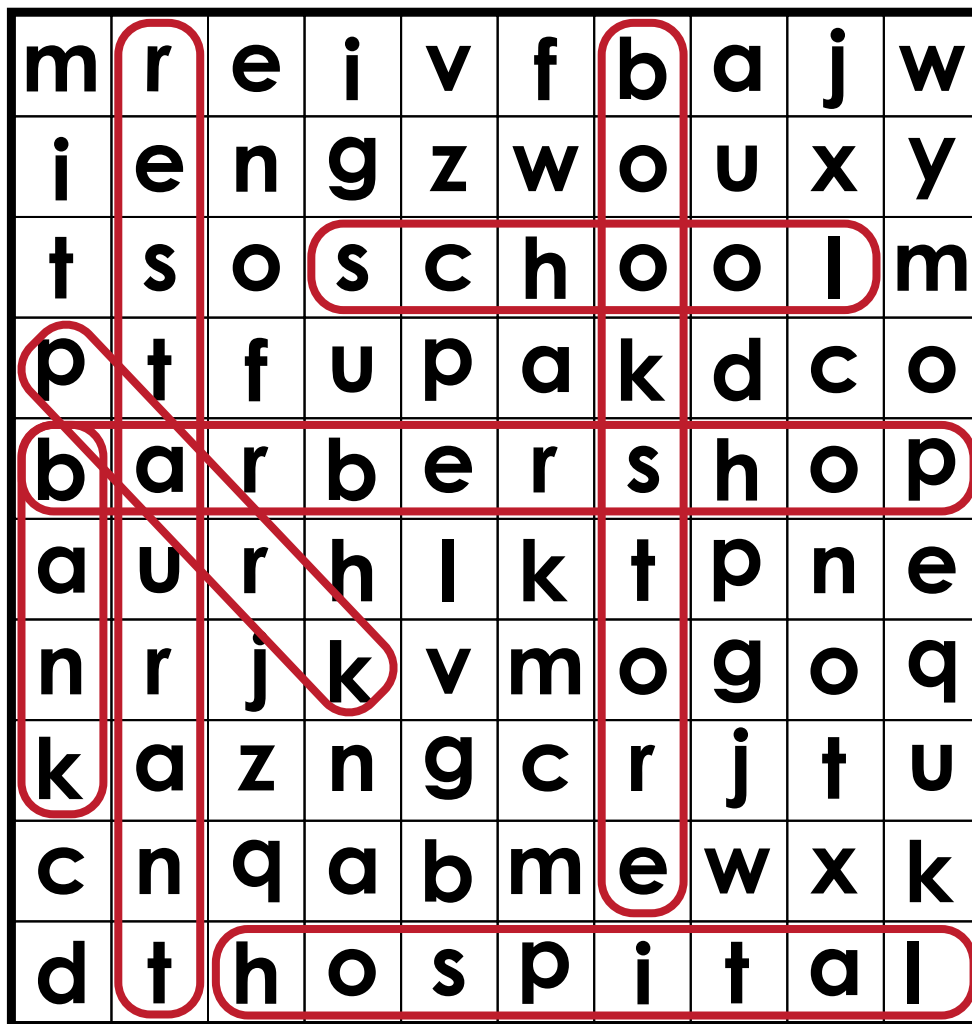 m r e i v f b a j w
i e n g z w o u x y
t s o s c h o o l m
p t f u p a k d c o
b a r b e r s h o p
a u r h l k t p n e
n r j k v m o g o q
k a z n g c r j t u
c n q a b m e w x k
d t h o s p i t a l